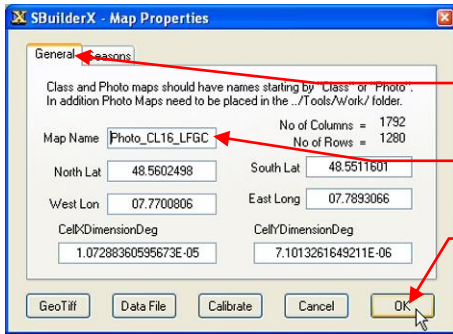 SBuilderX - Map Properties
General Seasons
Class and Photo maps should have names starting by "Class" or "Photo".
In addition Photo Maps need to be placed in the ../Tools/Work/ folder.
Map Name Photo_CL16_LFGC No of Columns = 1792
No of Rows = 1280
North Lat 48.5602498 South Lat 48.5511601
West Lon 07.7700806 East Long 07.7893066
CellXDimensionDeg CellYDimensionDeg
1.07288360595673E-05 7.1013261649211E-06
GeoTiff Data File Calibrate Cancel OK